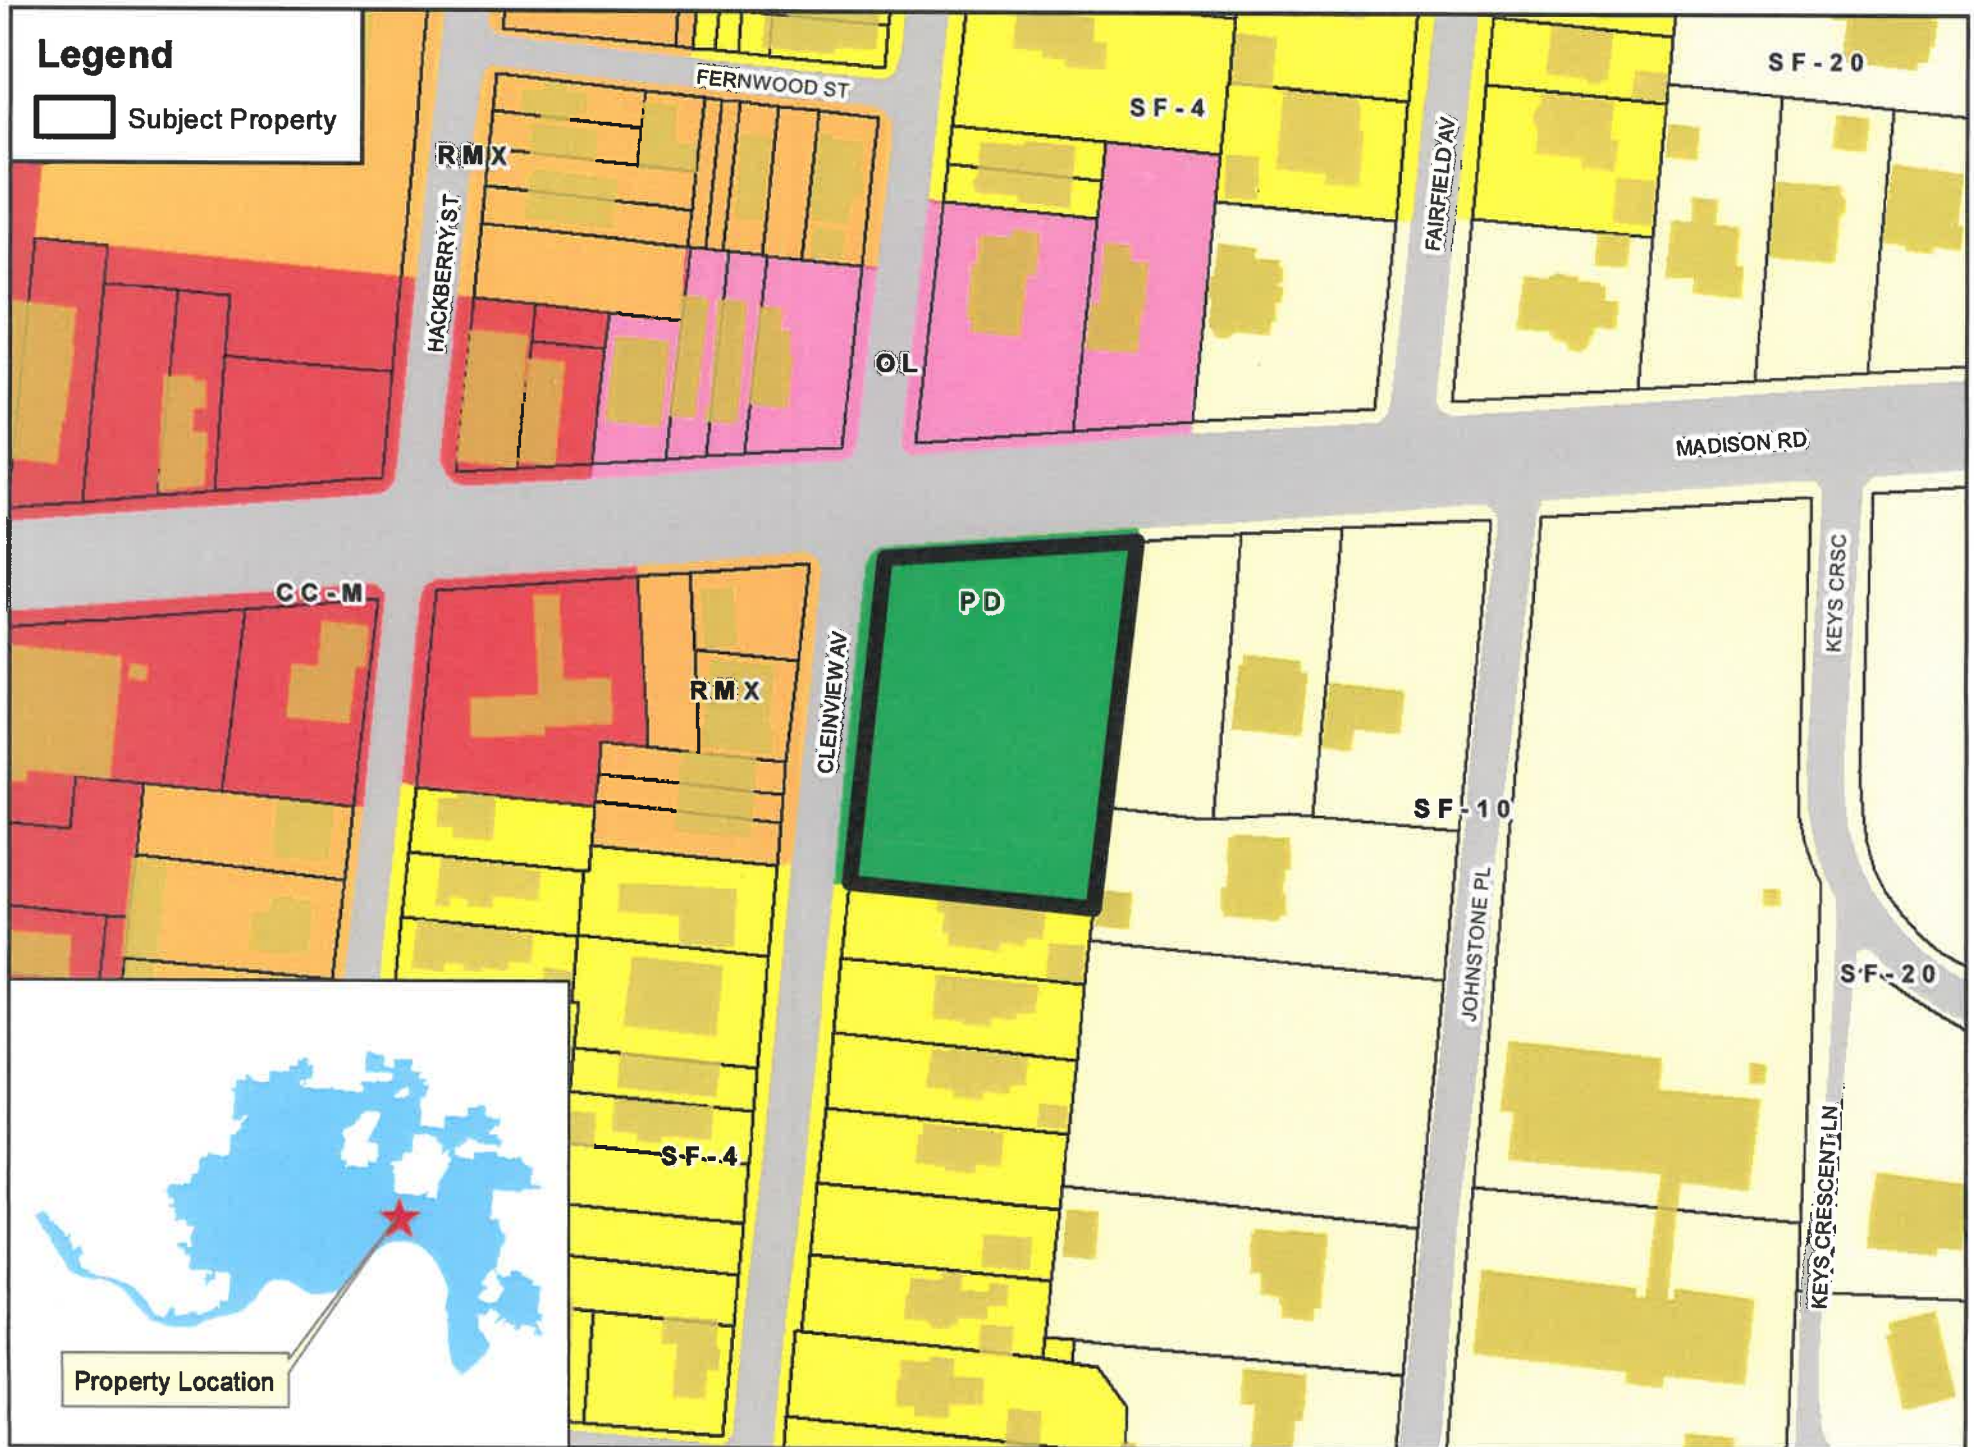 Legend
Subject Property
FERNWOOD ST
SF-20
SF-4
RMX
FAIRFIELD AV
HACKBERRY ST
OL
MADISON RD
CC-M
PD
KEYS CRSC
CLEINVIEW AV
RMX
SF-10
JOHNSTONE PL
SF-20
SF-4
KEYS CRESCENT LN
Property Location